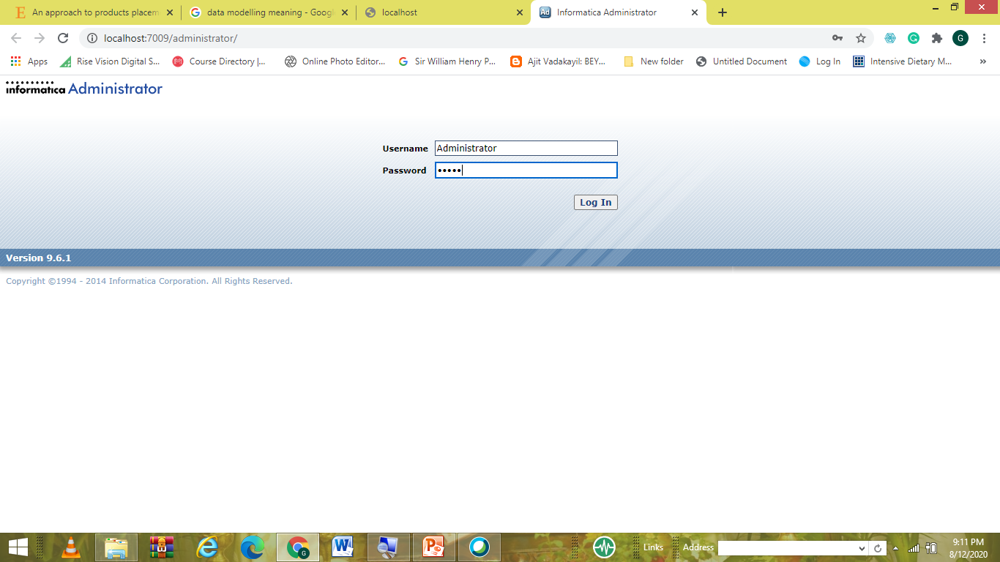 An approach to products placem
data modelling meaning - Goog
localhost
Informatica Administrator
localhost:7009/administrator/
G
Apps
Rise Vision Digital S...
Course Directory |...
Online Photo Editor...
Sir William Henry P...
Ajit Vadakayil: BEY...
New folder
Untitled Document
Log In
Intensive Dietary M...
»
informatica Administrator
Username
Administrator
Password
•••••
Log In
Version 9.6.1
Copyright ©1994 - 2014 Informatica Corporation. All Rights Reserved.
Links
Address
9:11 PM
8/12/2020